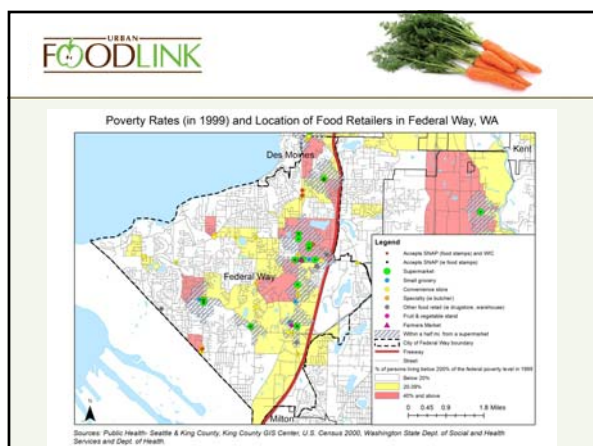 URBAN
FOODLINK
Poverty Rates (in 1999) and Location of Food Retailers in Federal Way, WA
Des Moines
Kent
Federal Way
Milton
Legend
Accepts SNAP (food stamps) and WIC
Accepts SNAP (ie food stamps)
Supermarket
Small grocery
Convenience store
Specialty (ie butcher)
Other food retail (ie drugstore, warehouse)
Fruit & vegetable stand
Farmers Market
Within a half mi. from a supermarket
City of Federal Way boundary
Freeway
Street
% of persons living below 200% of the federal poverty level in 1999
Below 20%
20-39%
40% and above
0 0.45 0.9 1.8 Miles
Sources: Public Health- Seattle & King County, King County GIS Center, U.S. Census 2000, Washington State Dept. of Social and Health
Services and Dept. of Health.